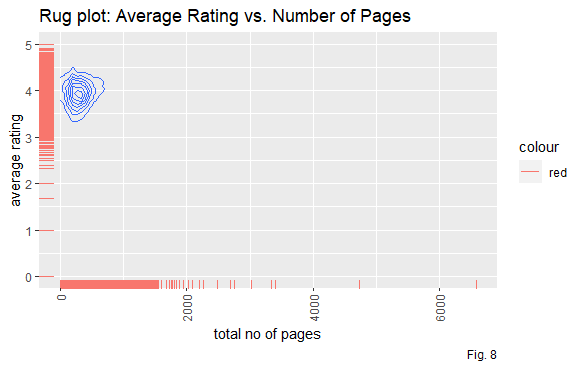 Rug plot: Average Rating vs. Number of Pages
5
4
3
2
1
0
average rating
0
2000
4000
6000
total no of pages
colour
red
Fig. 8